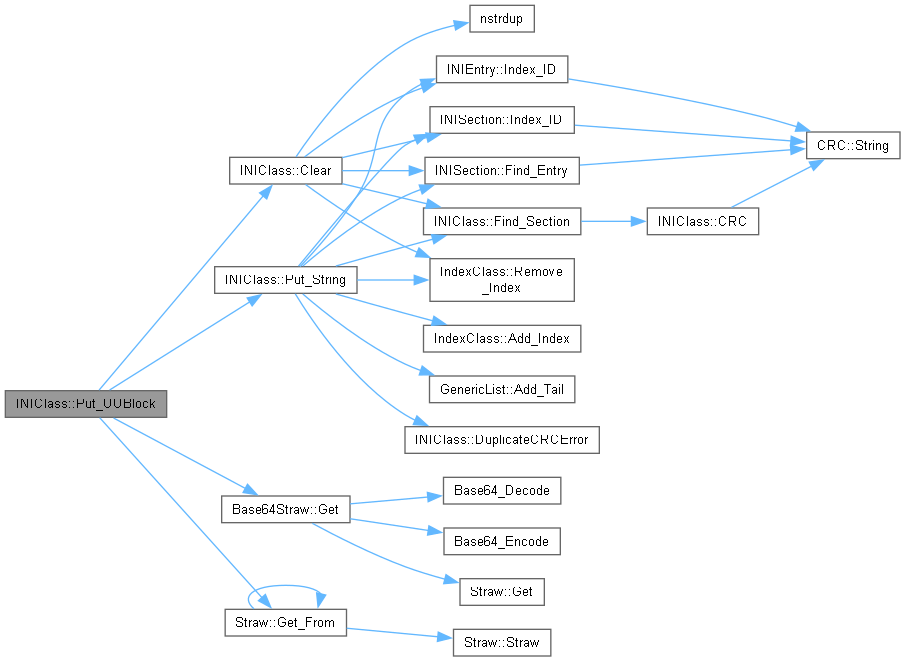 nstrdup
INIEntry::Index_ID
INISection::Index_ID
CRC::String
INIClass::Clear
INISection::Find_Entry
INIClass::Find_Section
INIClass::CRC
INIClass::Put_String
IndexClass::Remove
_Index
IndexClass::Add_Index
GenericList::Add_Tail
INIClass::Put_UUBlock
INIClass::DuplicateCRCError
Base64_Decode
Base64Straw::Get
Base64_Encode
Straw::Get
Straw::Get_From
Straw::Straw